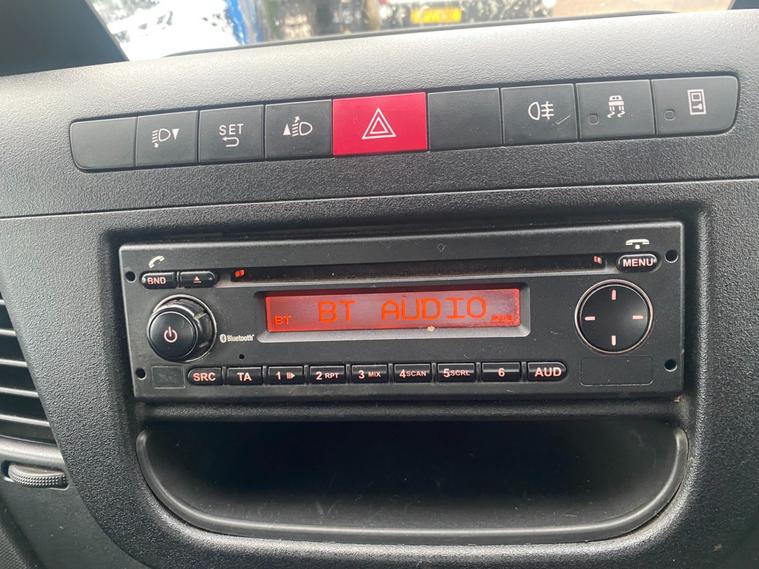 SET
BND
MENU
BT BT AUDIO
Bluetooth
SRC TA 1 2 RPT 3 MIX 4 SCAN 5 SCRL 6 AUD